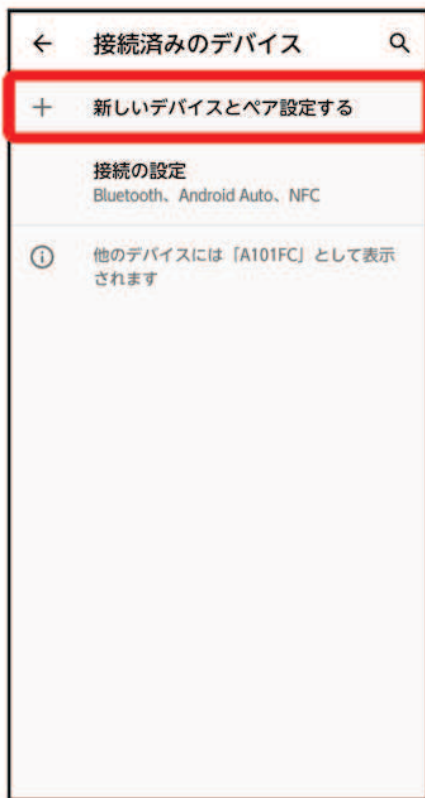 接続済みのデバイス
新しいデバイスとペア設定する
接続の設定
Bluetooth、Android Auto、NFC
他のデバイスには「A101FC」として表示
されます